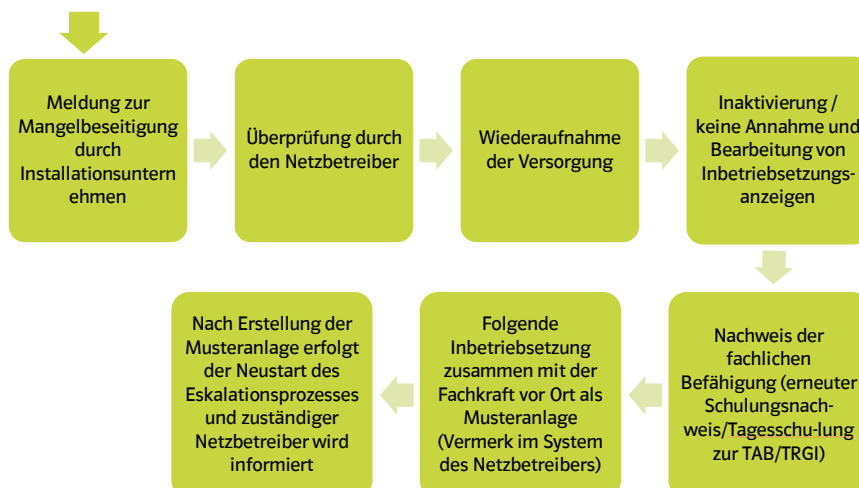 Meldung zur
Mangelbeseitigung
durch
Installationsuntern
ehmen
Überprüfung durch
den Netzbetreiber
Wiederaufnahme
der Versorgung
Inaktivierung /
keine Annahme und
Bearbeitung von
Inbetriebsetzungs-
anzeigen
Nachweis der
fachlichen
Befähigung (erneuter
Schulungsnach-
weis/Tagesschu-lung
zur TAB/TRGI)
Folgende
Inbetriebsetzung
zusammen mit der
Fachkraft vor Ort als
Musteranlage
(Vermerk im System
des Netzbetreibers)
Nach Erstellung der
Musteranlage erfolgt
der Neustart des
Eskalationsprozesses
und zuständiger
Netzbetreiber wird
informiert